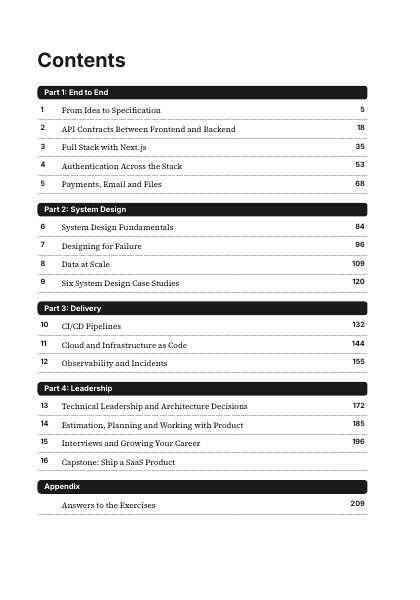 Contents
Part 1: End to End
1 From Idea to Specification 5
2 API Contracts Between Frontend and Backend 18
3 Full Stack with Next.js 35
4 Authentication Across the Stack 53
5 Payments, Email and Files 68
Part 2: System Design
6 System Design Fundamentals 84
7 Designing for Failure 96
8 Data at Scale 109
9 Six System Design Case Studies 120
Part 3: Delivery
10 CI/CD Pipelines 132
11 Cloud and Infrastructure as Code 144
12 Observability and Incidents 155
Part 4: Leadership
13 Technical Leadership and Architecture Decisions 172
14 Estimation, Planning and Working with Product 185
15 Interviews and Growing Your Career 196
16 Capstone: Ship a SaaS Product
Appendix
Answers to the Exercises 209